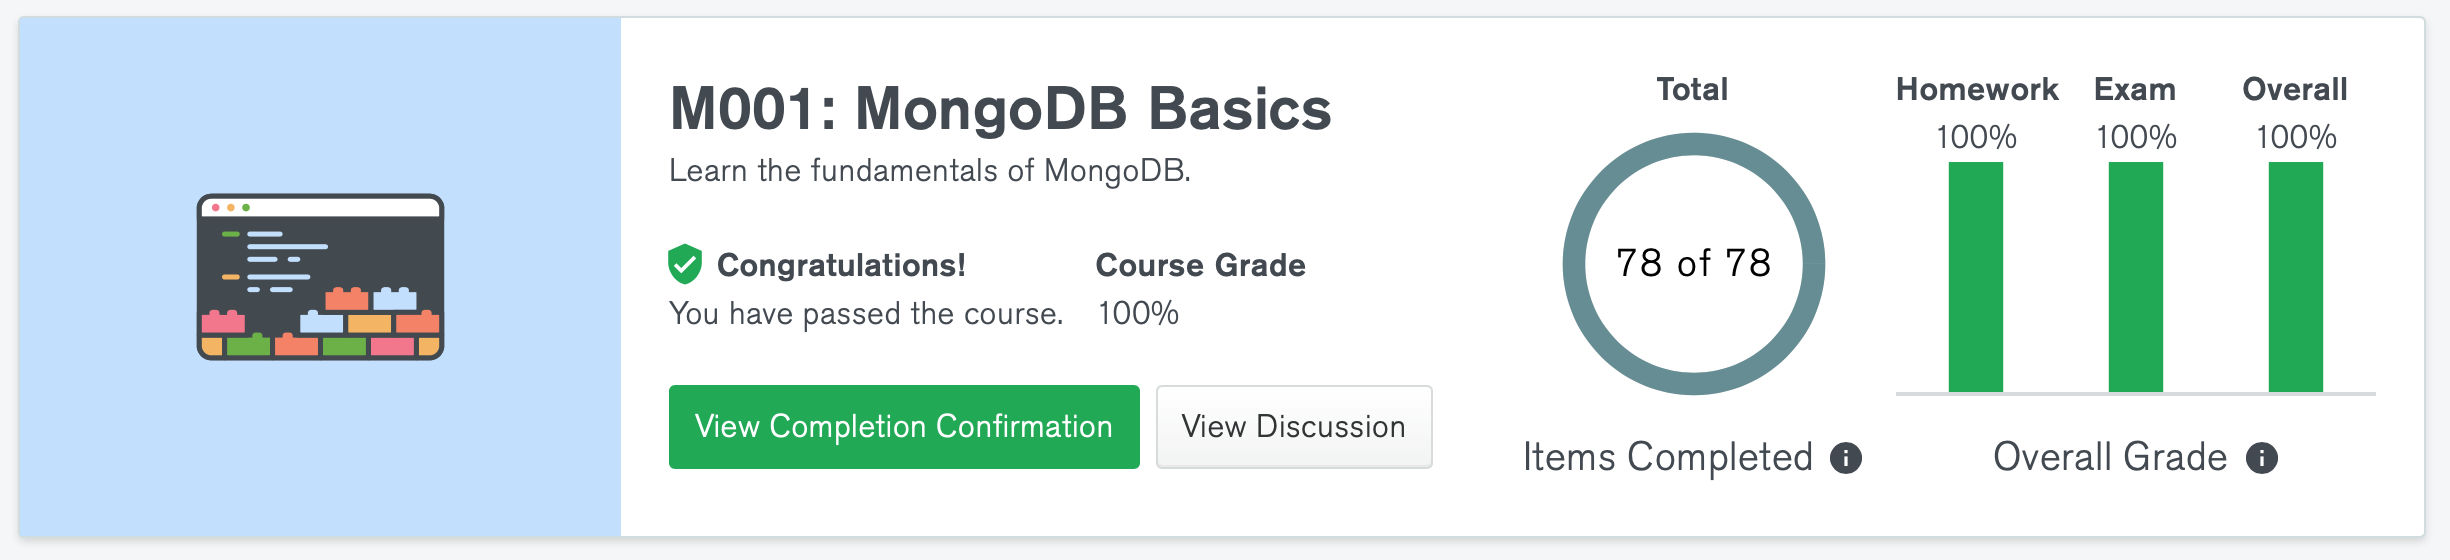 M001: MongoDB Basics
Learn the fundamentals of MongoDB.
Congratulations!
You have passed the course.
Course Grade
100%
View Completion Confirmation
View Discussion
Total
78 of 78
Items Completed
Homework
100%
Exam
100%
Overall
100%
Overall Grade